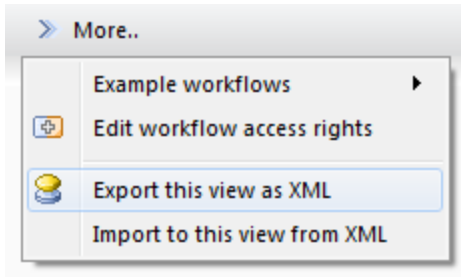 More..
Example workflows
Edit workflow access rights
Export this view as XML
Import to this view from XML